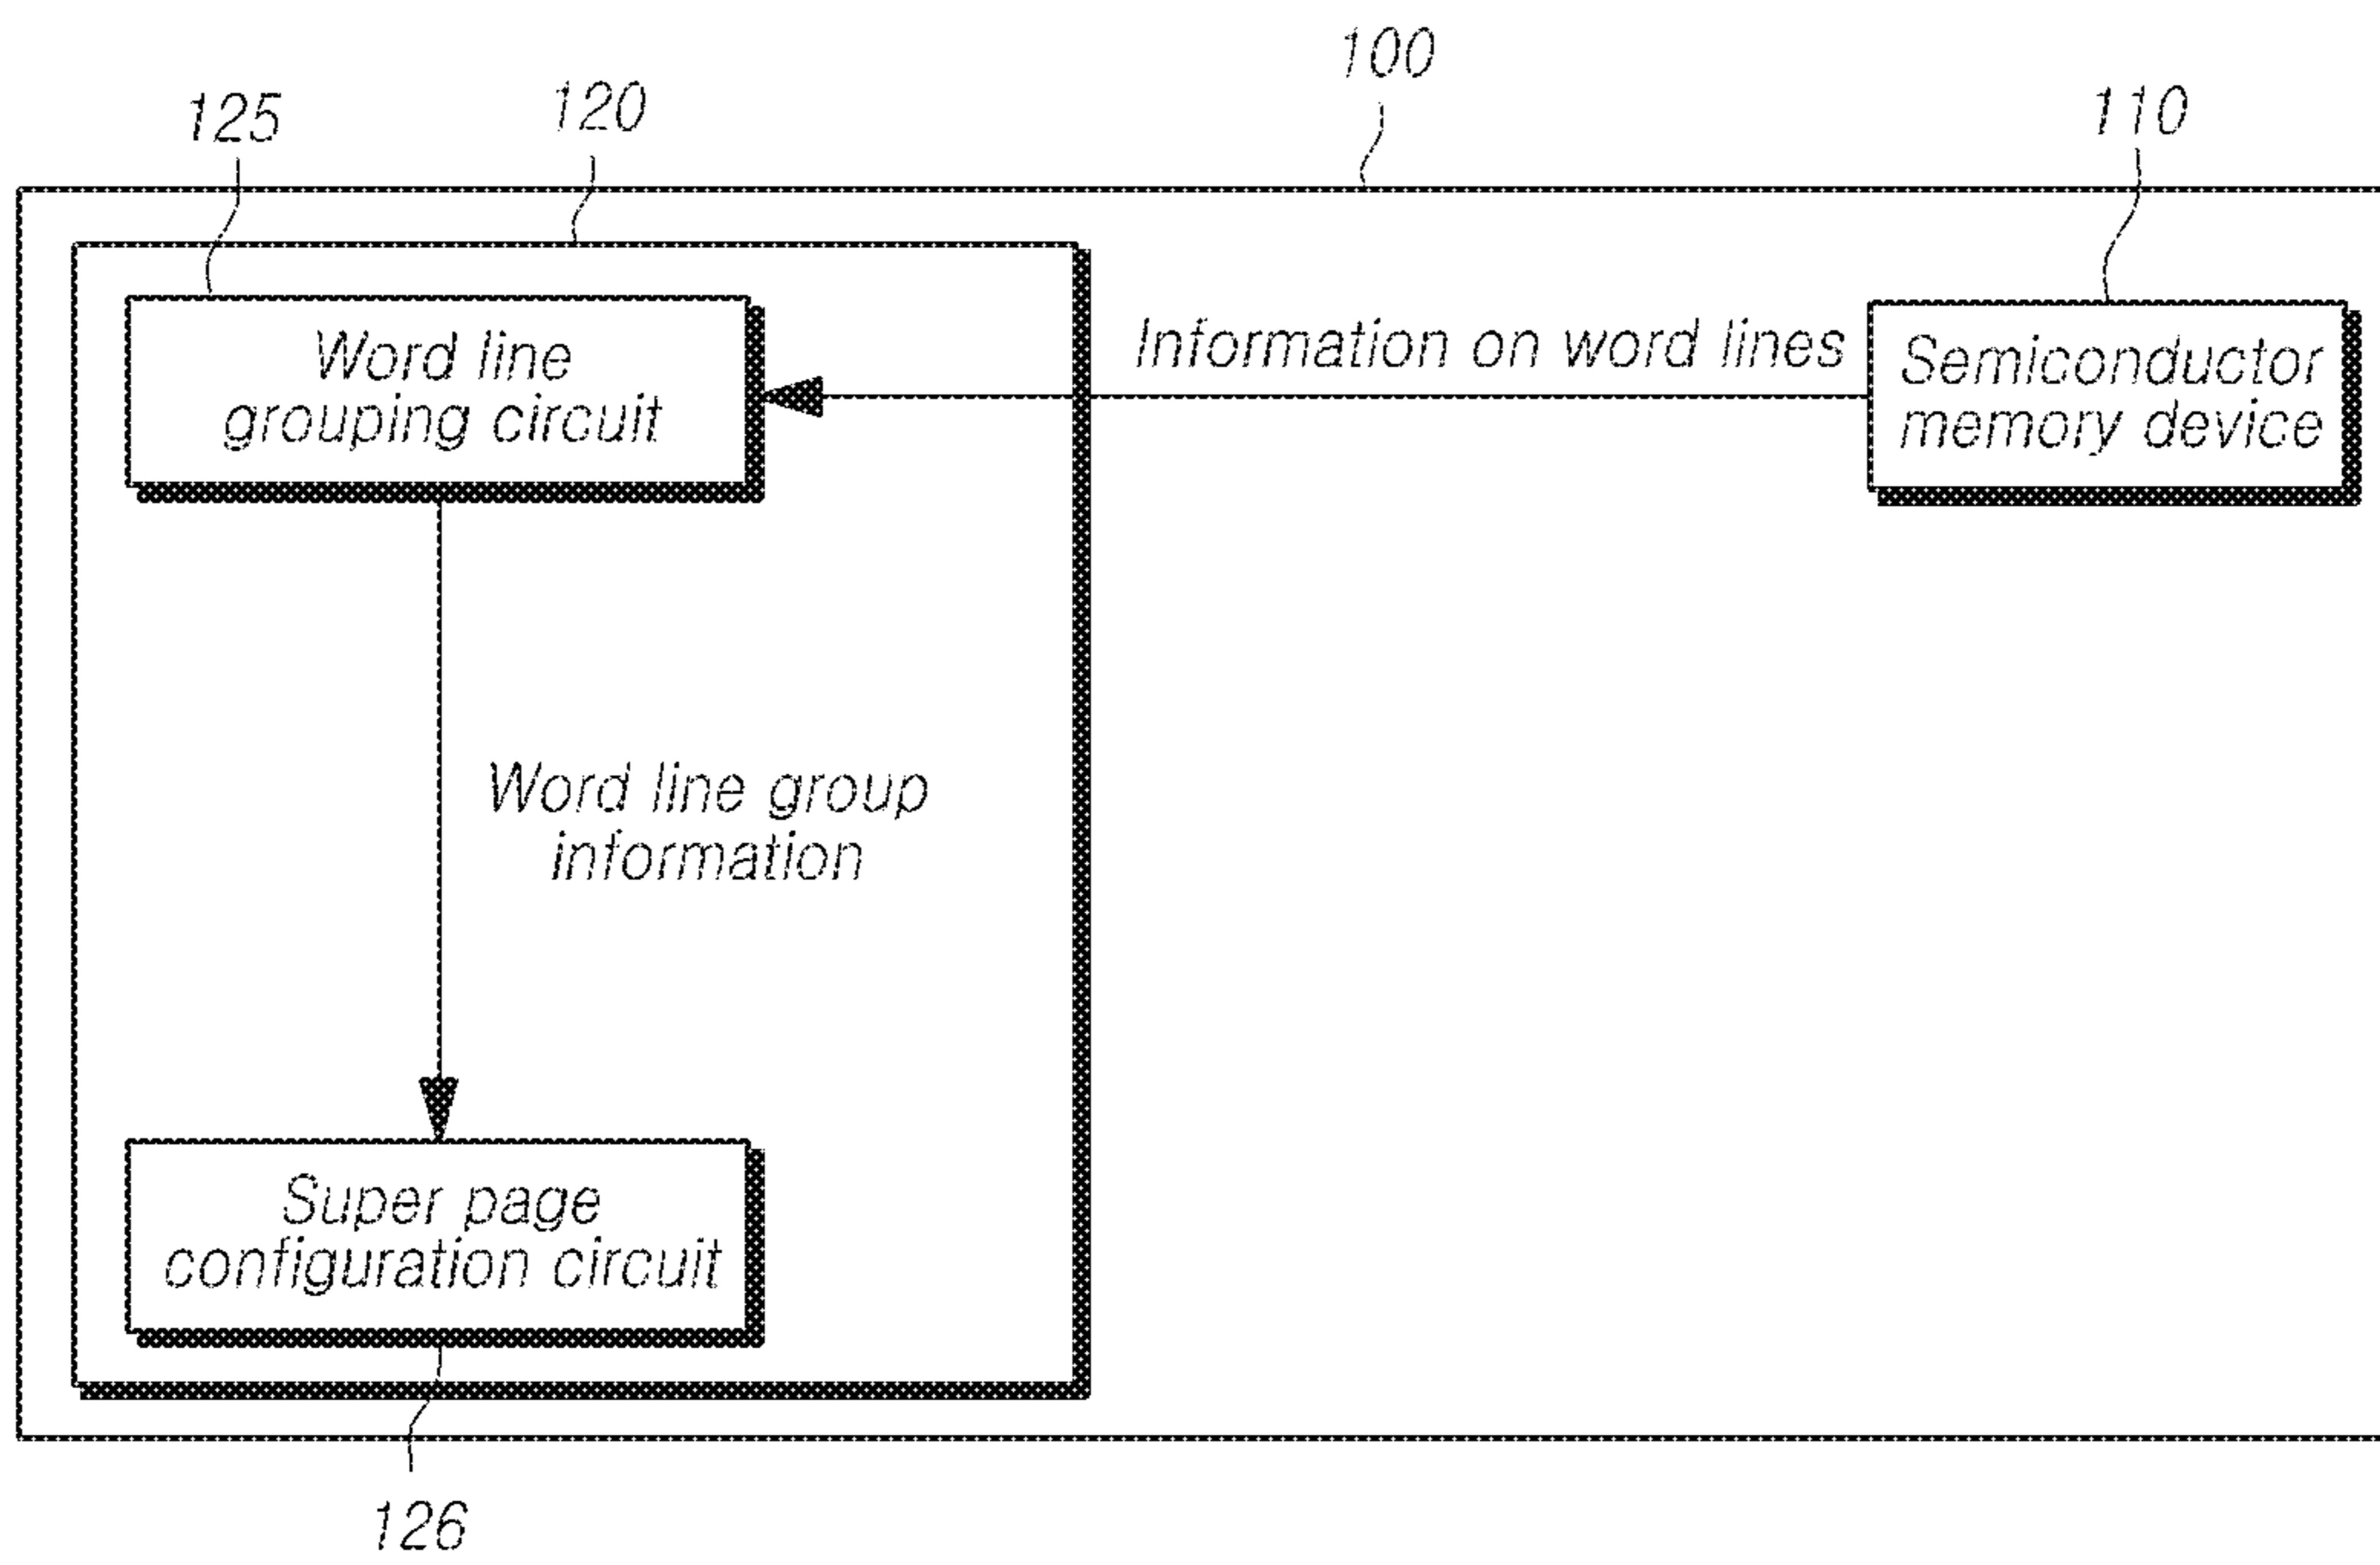 100
125
120
110
Word line
grouping circuit
Information on word lines
Semiconductor
memory device
Word line group
information
Super page
configuration circuit
126